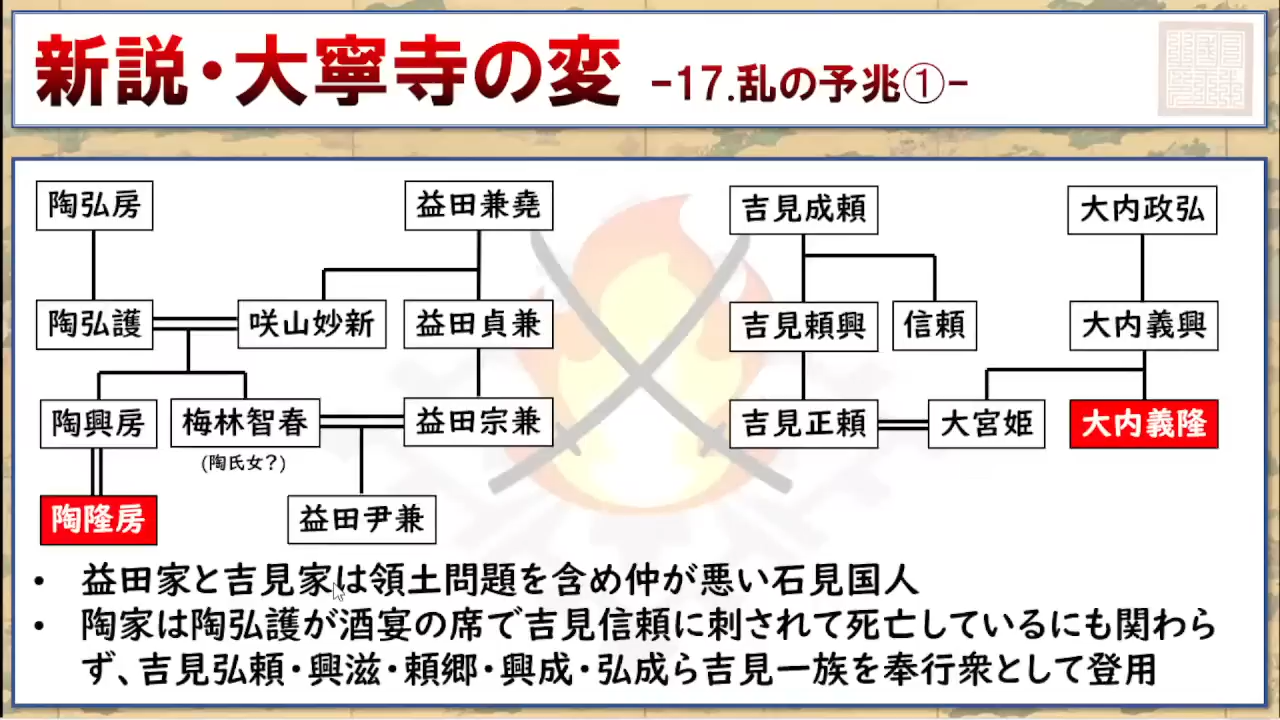 新説・大寧寺の変 -17.乱の予兆①-
陶弘房
益田兼堯
吉見成頼
大内政弘
陶弘護
咲山妙新
益田貞兼
吉見頼興
信頼
大内義興
陶興房
梅林智春
(陶氏女?)
益田宗兼
吉見正頼
大宮姫
大内義隆
陶隆房
益田尹兼
• 益田家と吉見家は領土問題を含め仲が悪い石見国人
• 陶家は陶弘護が酒宴の席で吉見信頼に刺されて死亡しているにも関わら
ず、吉見弘頼・興滋・頼郷・興成・弘成ら吉見一族を奉行衆として登用